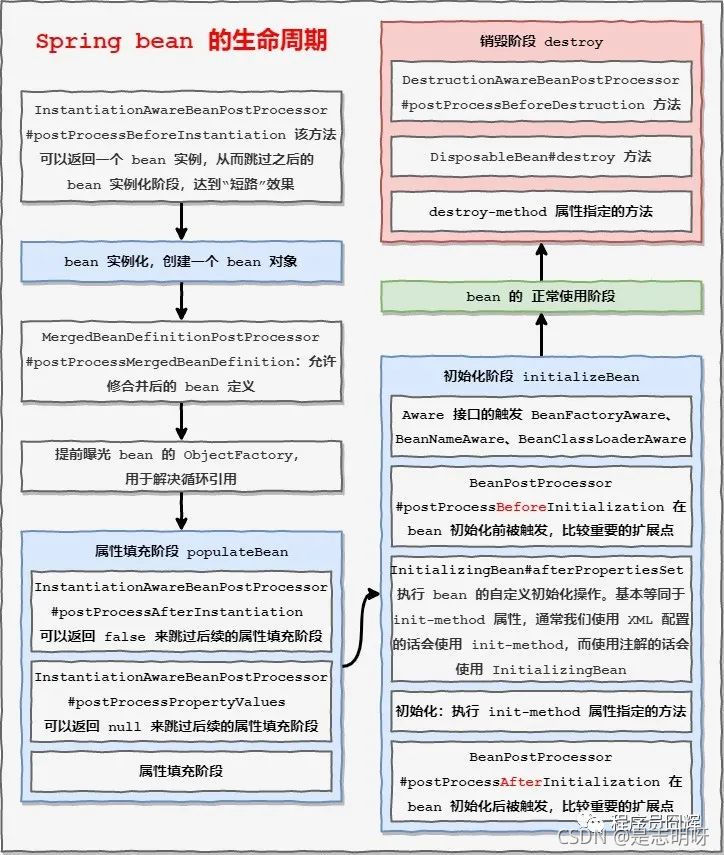 Spring bean 的生命周期
InstantiationAwareBeanPostProcessor
#postProcessBeforeInstantiation 该方法
可以返回一个 bean 实例，从而跳过之后的
bean 实例化阶段，达到“短路”效果
bean 实例化，创建一个 bean 对象
MergedBeanDefinitionPostProcessor
#postProcessMergedBeanDefinition：允许
修合并后的 bean 定义
提前曝光 bean 的 ObjectFactory，
用于解决循环引用
属性填充阶段 populateBean
InstantiationAwareBeanPostProcessor
#postProcessAfterInstantiation
可以返回 false 来跳过后续的属性填充阶段
InstantiationAwareBeanPostProcessor
#postProcessPropertyValues
可以返回 null 来跳过后续的属性填充阶段
属性填充阶段
初始化阶段 initializeBean
Aware 接口的触发 BeanFactoryAware、
BeanNameAware、BeanClassLoaderAware
BeanPostProcessor
#postProcessBeforeInitialization 在
bean 初始化前被触发，比较重要的扩展点
InitializingBean#afterPropertiesSet
执行 bean 的自定义初始化操作。基本等同于
init-method 属性，通常我们使用 XML 配置
的话会使用 init-method，而使用注解的话会
使用 InitializingBean
初始化：执行 init-method 属性指定的方法
BeanPostProcessor
#postProcessAfterInitialization 在
bean 初始化后被触发，比较重要的扩展点
bean 的 正常使用阶段
销毁阶段 destroy
DestructionAwareBeanPostProcessor
#postProcessBeforeDestruction 方法
DisposableBean#destroy 方法
destroy-method 属性指定的方法
程序员囧辉
CSDN @是志明呀